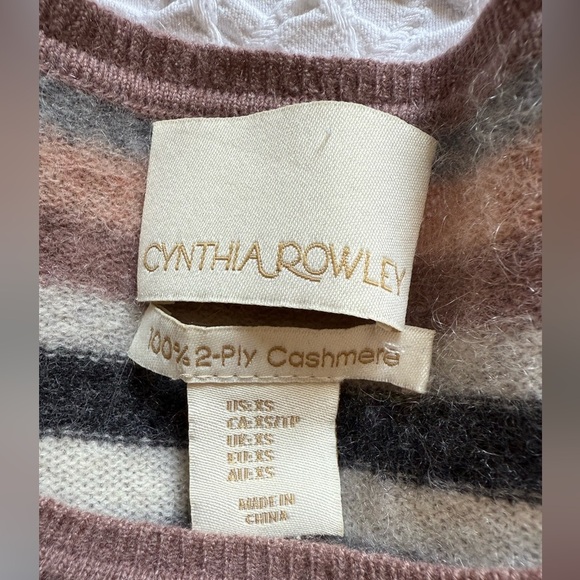 CYNTHIA ROWLEY
100% 2-Ply Cashmere
US:XS
CA:XS/TP
UK:XS
EU:XS
AU:XS
MADE IN
CHINA